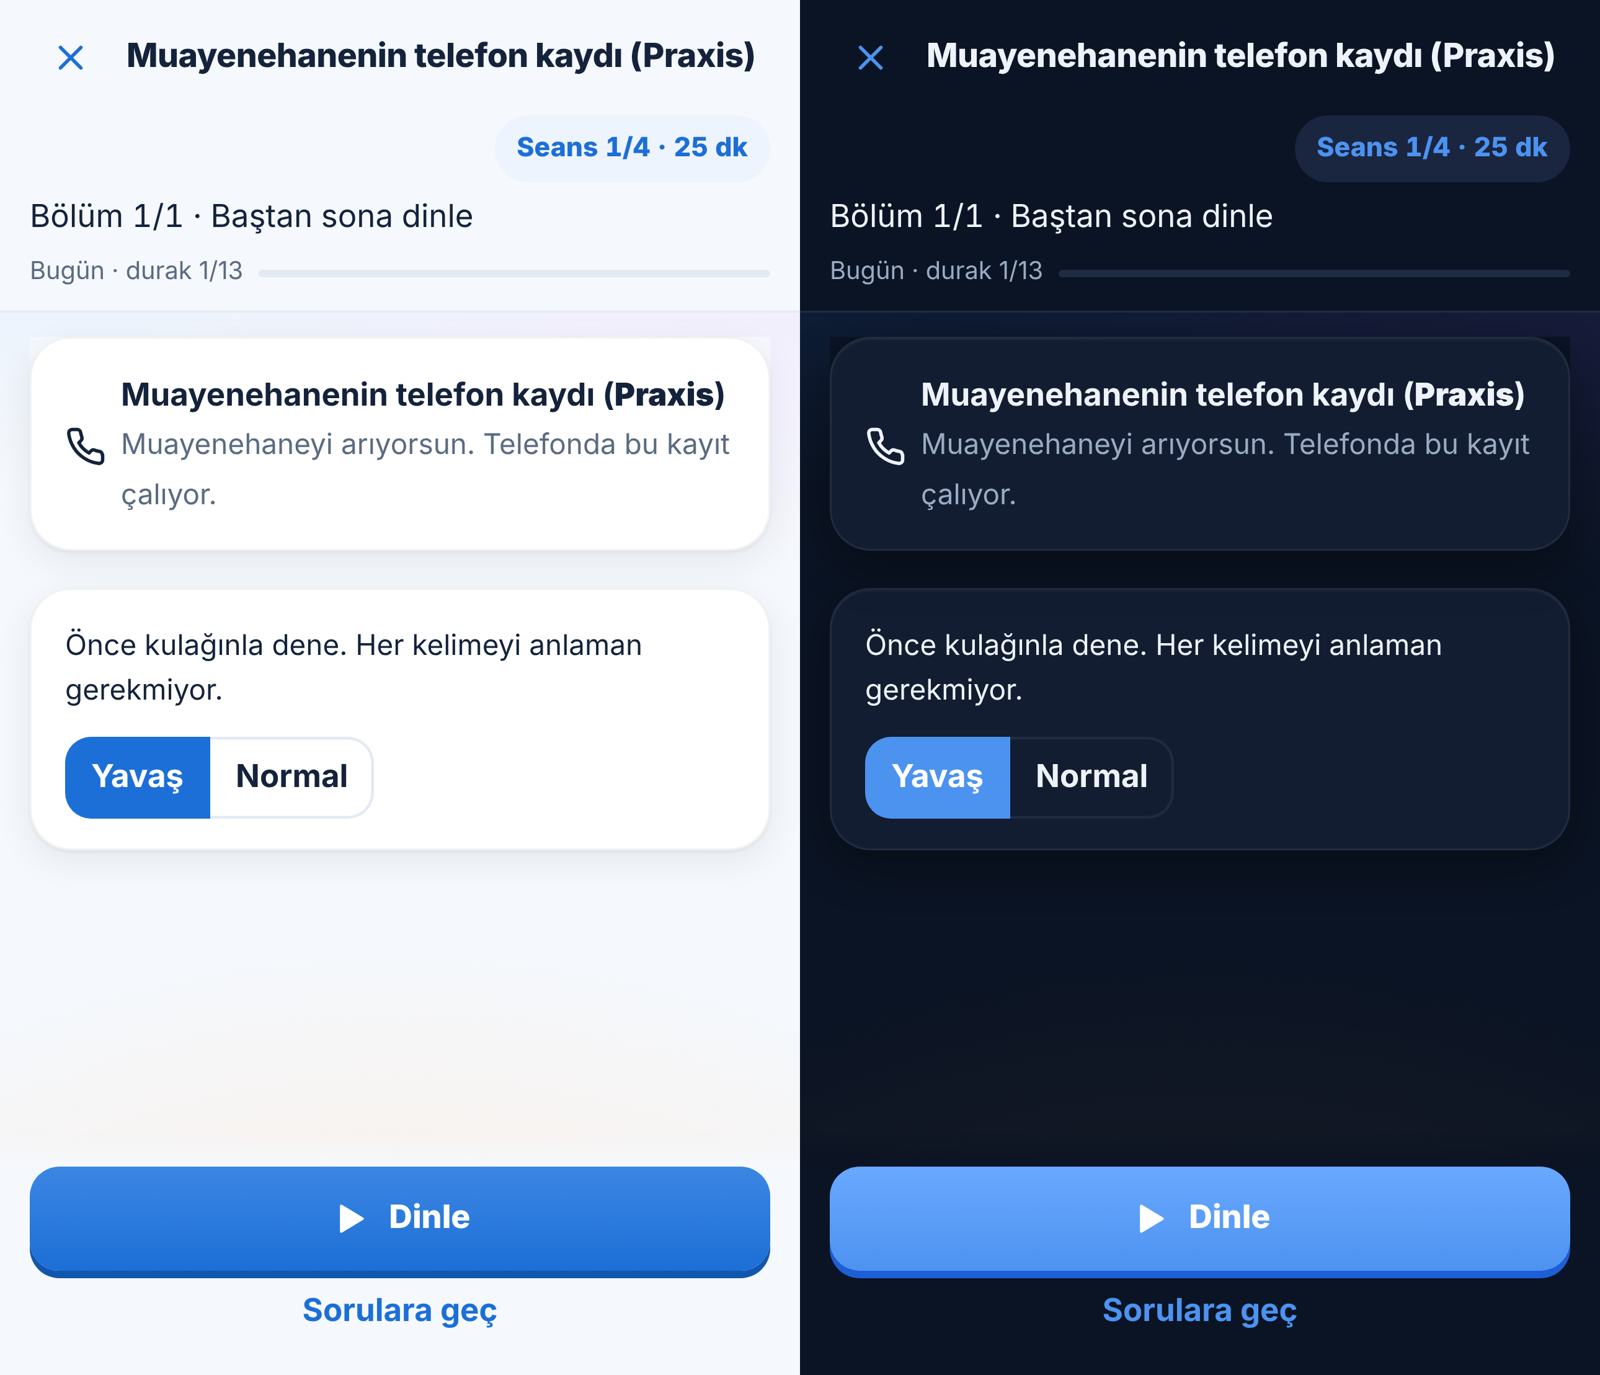 Muayenehanenin telefon kaydı (Praxis)
Seans 1/4 · 25 dk
Bölüm 1/1 · Baştan sona dinle
Bugün · durak 1/13
Muayenehanenin telefon kaydı (Praxis)
Muayenehaneyi arıyorsun. Telefonda bu kayıt
çalıyor.
Önce kulağınla dene. Her kelimeyi anlaman
gerekmiyor.
Yavaş Normal
Dinle
Sorulara geç
Muayenehanenin telefon kaydı (Praxis)
Seans 1/4 · 25 dk
Bölüm 1/1 · Baştan sona dinle
Bugün · durak 1/13
Muayenehanenin telefon kaydı (Praxis)
Muayenehaneyi arıyorsun. Telefonda bu kayıt
çalıyor.
Önce kulağınla dene. Her kelimeyi anlaman
gerekmiyor.
Yavaş Normal
Dinle
Sorulara geç